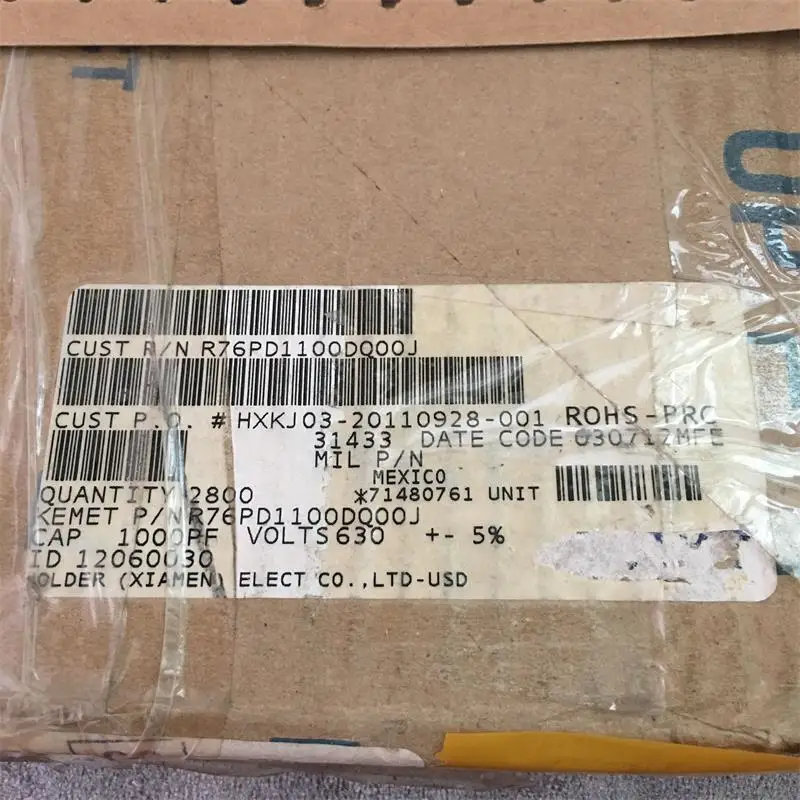 CUST P/N R76PD1100DQ00J
CUST P.O. # HXKJ03-20110928-001 ROHS-PRC
31433 DATE CODE 030717MFE
MIL P/N
MEXICO
QUANTITY 2800 *71480761 UNIT
KEMET P/N R76PD1100DQ00J
CAP 1000PF VOLTS 630 +- 5%
ID 12060030
OLDER (XIAMEN) ELECT CO.,LTD-USD